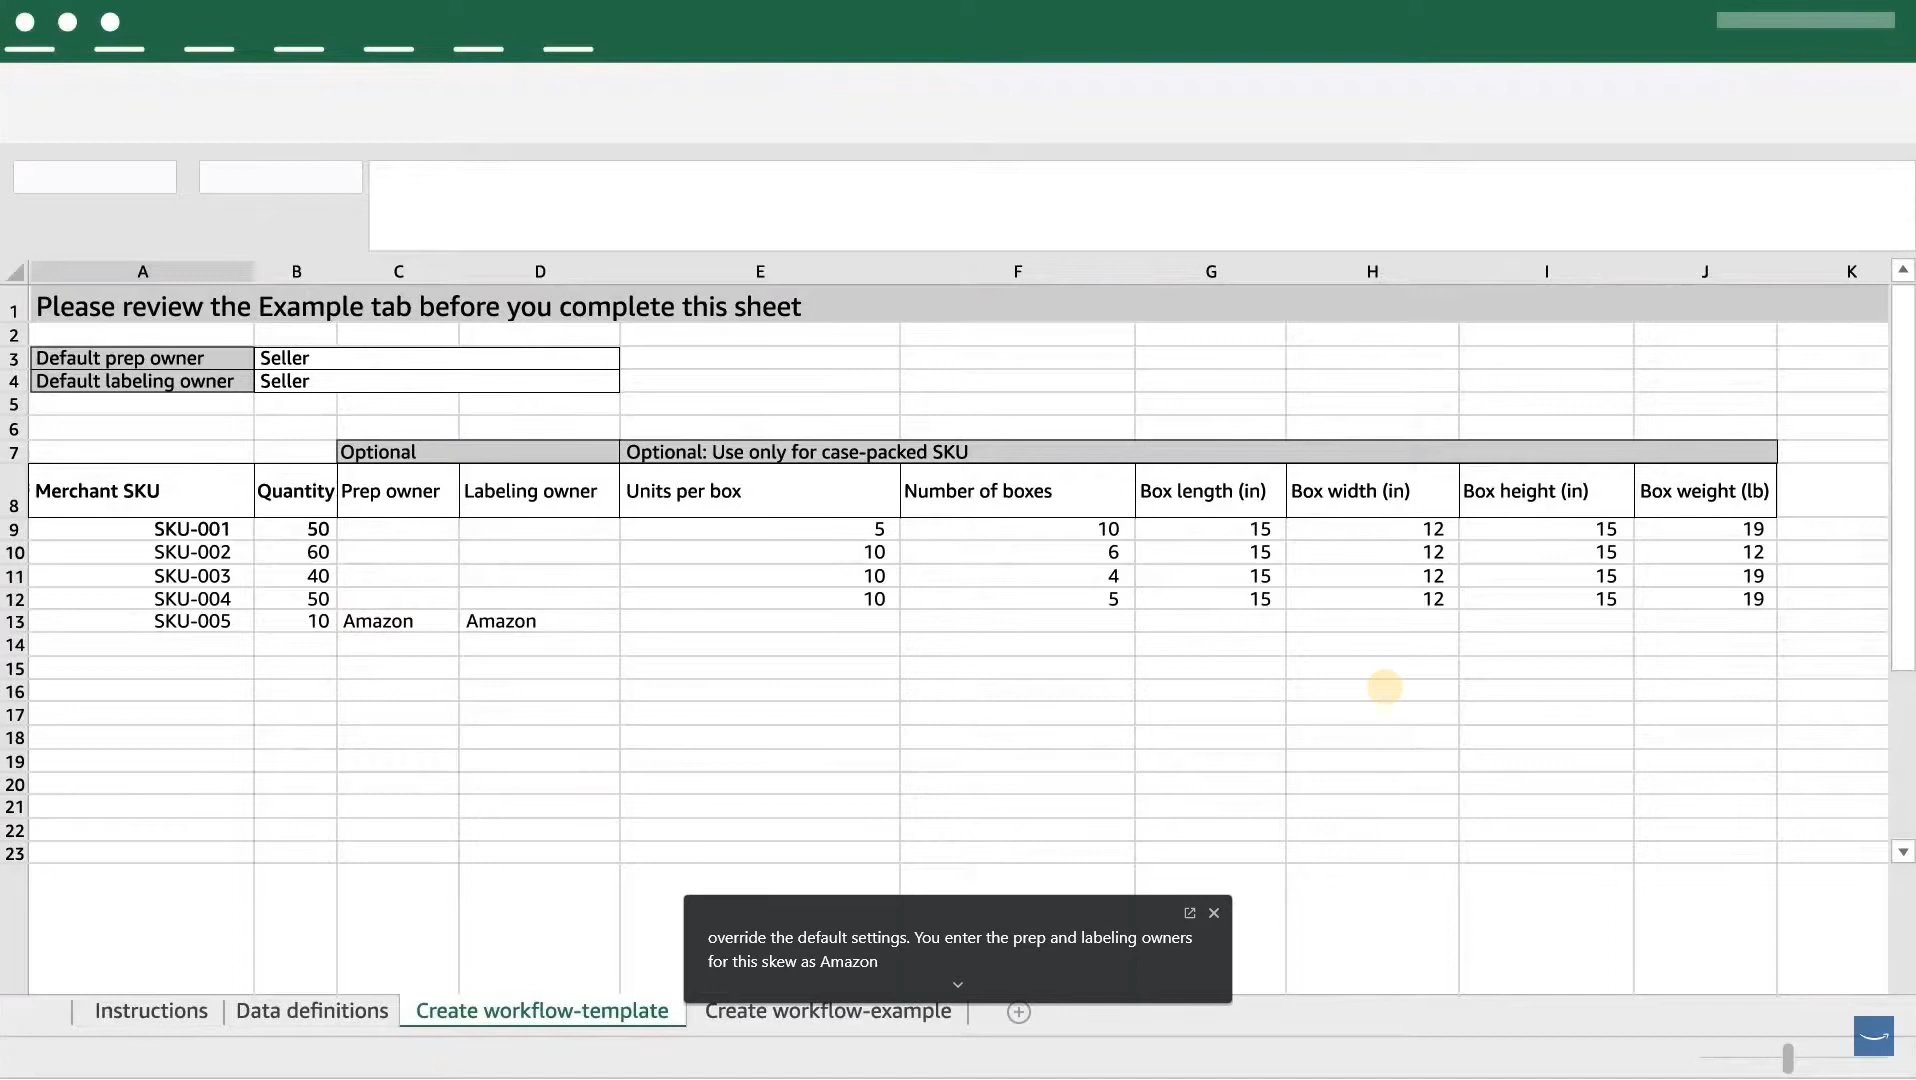 A B C D E F G H I J K
1 Please review the Example tab before you complete this sheet
2
3 Default prep owner Seller
4 Default labeling owner Seller
5
6
7 Optional Optional: Use only for case-packed SKU
8 Merchant SKU Quantity Prep owner Labeling owner Units per box Number of boxes Box length (in) Box width (in) Box height (in) Box weight (lb)
9 SKU-001 50 5 10 15 12 15 19
10 SKU-002 60 10 6 15 12 15 12
11 SKU-003 40 10 4 15 12 15 19
12 SKU-004 50 10 5 15 12 15 19
13 SKU-005 10 Amazon Amazon
14
15
16
17
18
19
20
21
22
23
override the default settings. You enter the prep and labeling owners
for this skew as Amazon
Instructions Data definitions Create workflow-template Create workflow-example